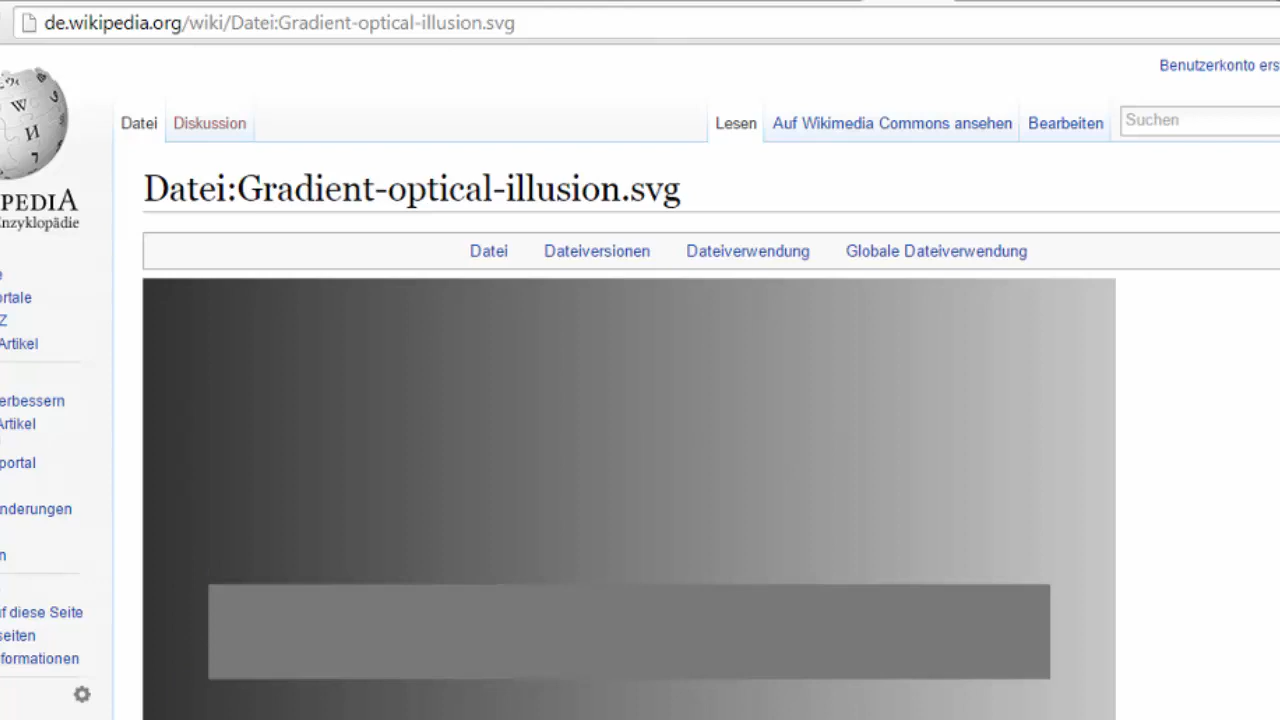 de.wikipedia.org/wiki/Datei:Gradient-optical-illusion.svg
Benutzerkonto ers
Datei
Diskussion
Lesen
Auf Wikimedia Commons ansehen
Bearbeiten
Suchen
PEDIA
Enzyklopädie
Datei:Gradient-optical-illusion.svg
Datei
Dateiversionen
Dateiverwendung
Globale Dateiverwendung
e
ortale
Z
Artikel
erbessern
Artikel
portal
nderungen
n
uf diese Seite
seiten
formationen